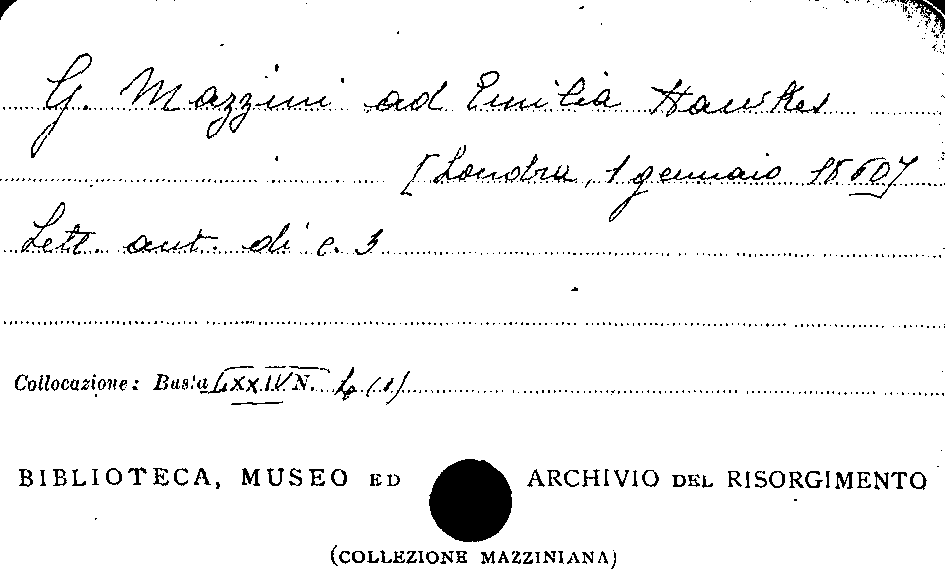 G. Mazzini ad Emilia Hawkes
[Londra, 1 gennaio 1860]
Lett. aut. di c. 3
Collocazione: Busta LXXIV N. 4 (1)
BIBLIOTECA, MUSEO ED ARCHIVIO DEL RISORGIMENTO
(COLLEZIONE MAZZINIANA)